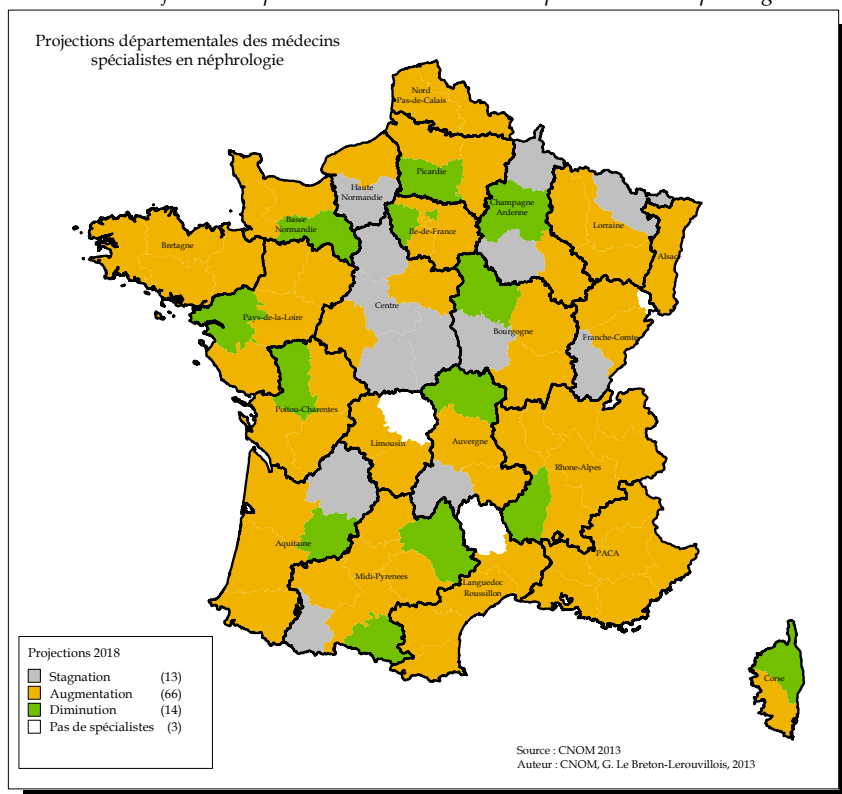 Projections départementales des médecins
spécialistes en néphrologie
Nord
Pas-de-Calais
Picardie
Haute
Normandie
Champagne
Ardenne
Lorraine
Basse
Normandie
Ile-de-France
Bretagne
Alsace
Centre
Pays-de-la-Loire
Bourgogne
Franche-Comte
Poitou-Charentes
Limousin
Auvergne
Rhone-Alpes
Aquitaine
PACA
Midi-Pyrenees
Languedoc
Roussillon
Corse
Projections 2018
Stagnation (13)
Augmentation (66)
Diminution (14)
Pas de spécialistes (3)
Source : CNOM 2013
Auteur : CNOM, G. Le Breton-Lerouvillois, 2013